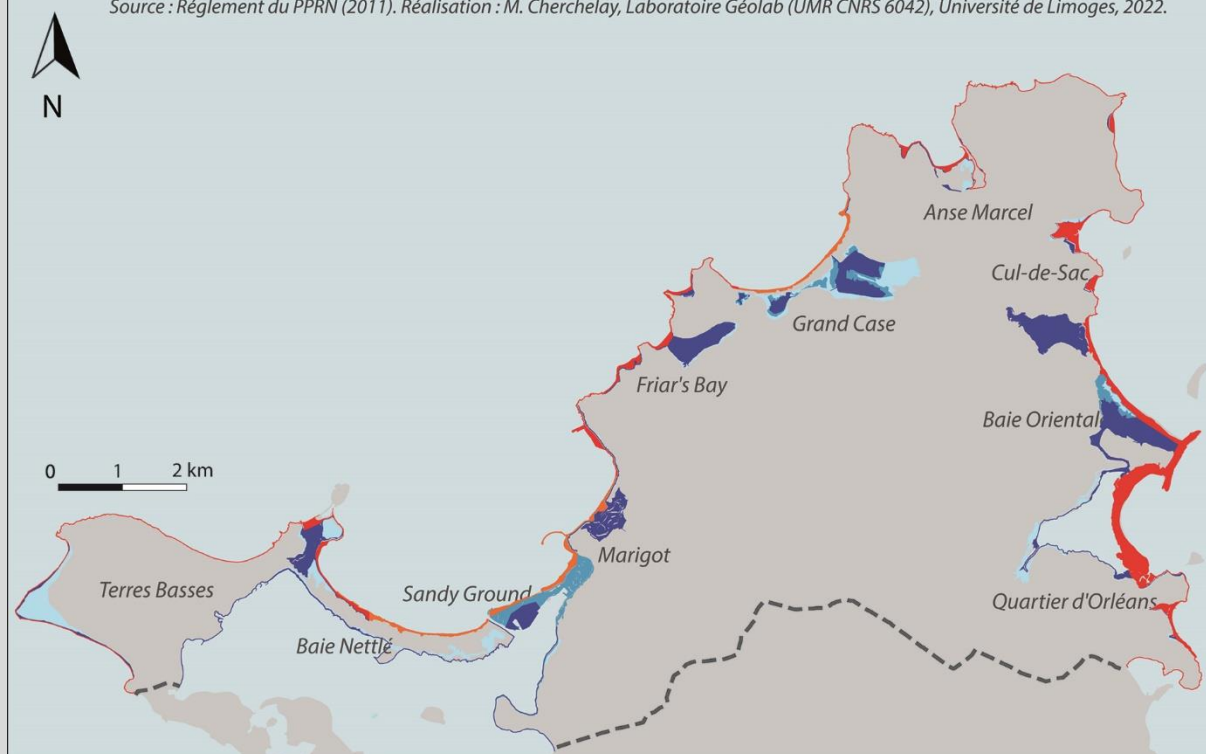 Source : Règlement du PPRN (2011). Réalisation : M. Cherchelay, Laboratoire Géolab (UMR CNRS 6042), Université de Limoges, 2022.
N
Anse Marcel
Cul-de-Sac
Grand Case
Friar's Bay
Baie Oriental
0 1 2 km
Marigot
Terres Basses
Sandy Ground
Quartier d'Orléans
Baie Nettlé